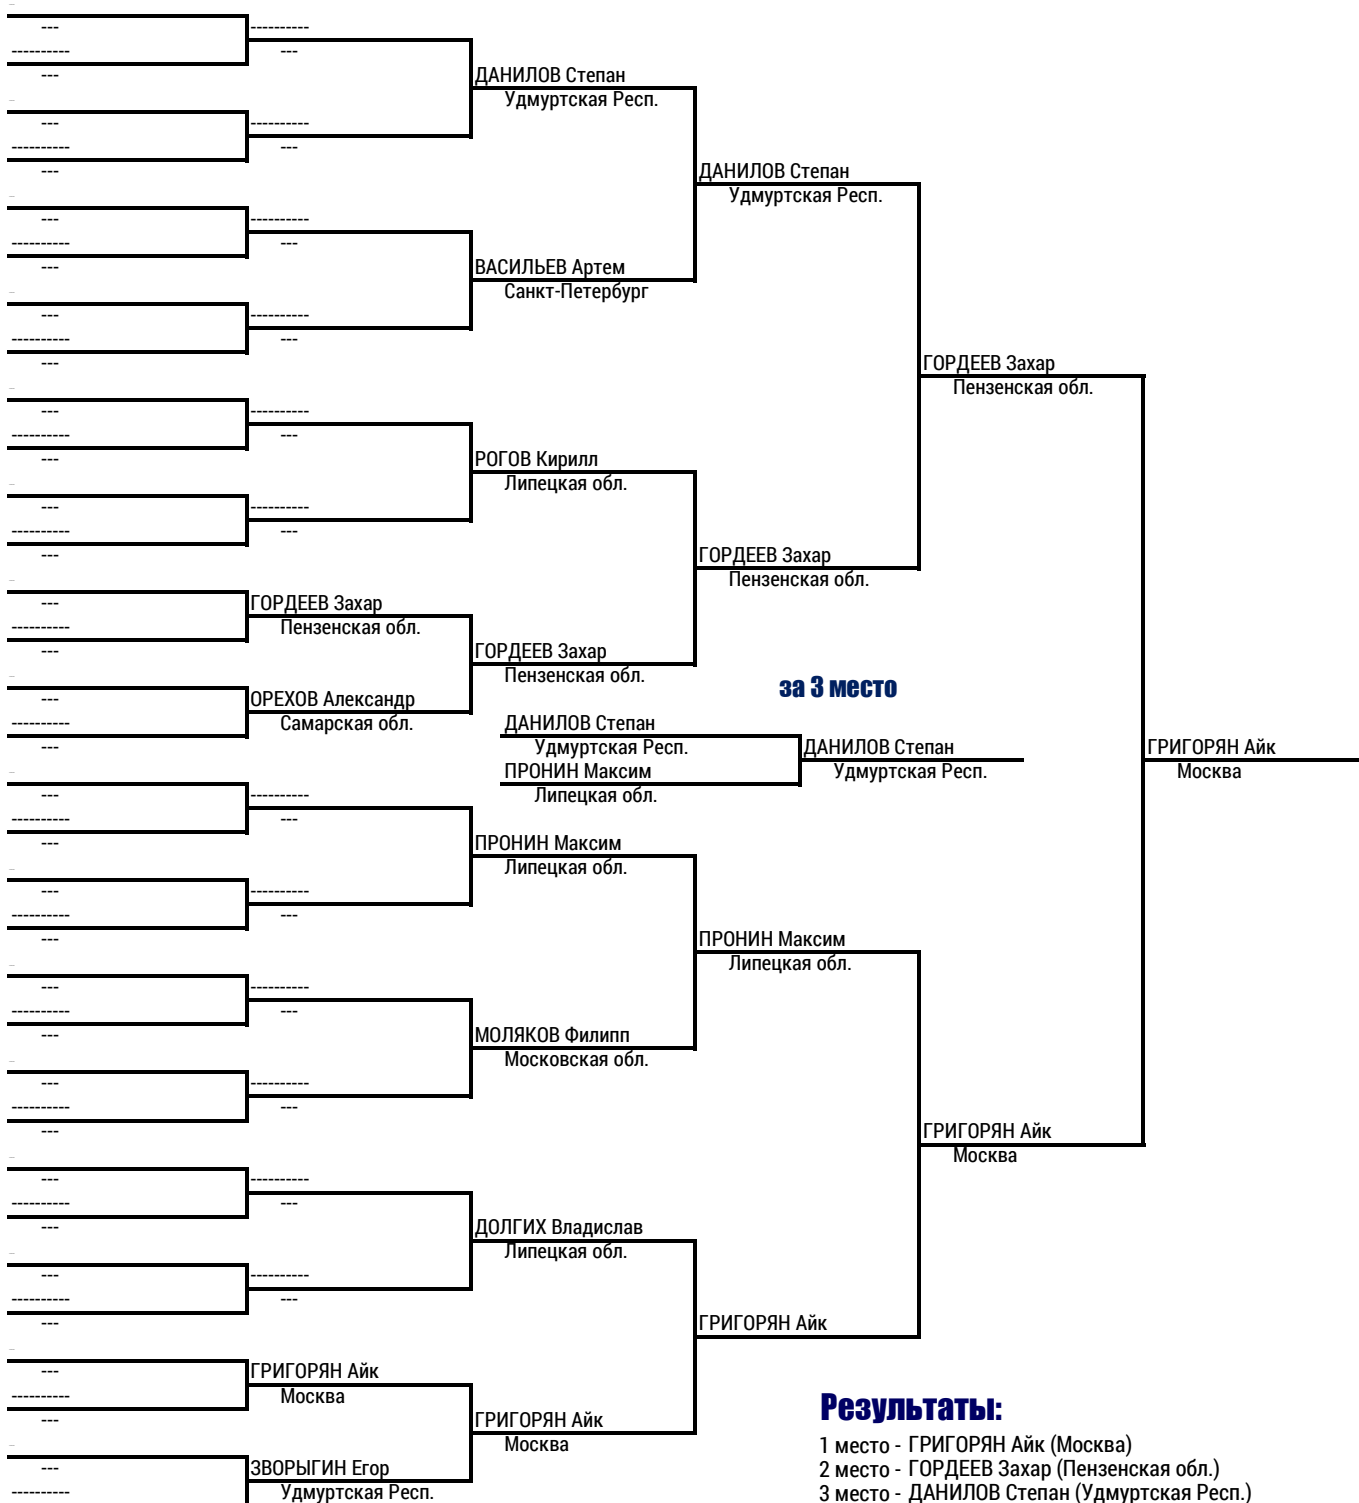 ---
----------
----------
---
---
ДАНИЛОВ Степан
Удмуртская Респ.
---
----------
----------
---
---
ДАНИЛОВ Степан
Удмуртская Респ.
---
----------
----------
---
---
ВАСИЛЬЕВ Артем
Санкт-Петербург
---
----------
----------
---
---
ГОРДЕЕВ Захар
Пензенская обл.
---
----------
----------
---
---
РОГОВ Кирилл
Липецкая обл.
---
----------
----------
---
---
ГОРДЕЕВ Захар
Пензенская обл.
---
ГОРДЕЕВ Захар
----------
Пензенская обл.
---
ГОРДЕЕВ Захар
Пензенская обл.
за 3 место
---
ОРЕХОВ Александр
----------
Самарская обл.
---
ДАНИЛОВ Степан
Удмуртская Респ.
ПРОНИН Максим
Липецкая обл.
ДАНИЛОВ Степан
Удмуртская Респ.
ГРИГОРЯН Айк
Москва
---
----------
----------
---
---
ПРОНИН Максим
Липецкая обл.
---
----------
----------
---
---
ПРОНИН Максим
Липецкая обл.
---
----------
----------
---
---
МОЛЯКОВ Филипп
Московская обл.
---
----------
----------
---
---
ГРИГОРЯН Айк
Москва
---
----------
----------
---
---
ДОЛГИХ Владислав
Липецкая обл.
---
----------
----------
---
---
ГРИГОРЯН Айк
---
ГРИГОРЯН Айк
----------
Москва
---
ГРИГОРЯН Айк
Москва
---
ЗВОРЫГИН Егор
----------
Удмуртская Респ.
Результаты:
1 место - ГРИГОРЯН Айк (Москва)
2 место - ГОРДЕЕВ Захар (Пензенская обл.)
3 место - ДАНИЛОВ Степан (Удмуртская Респ.)